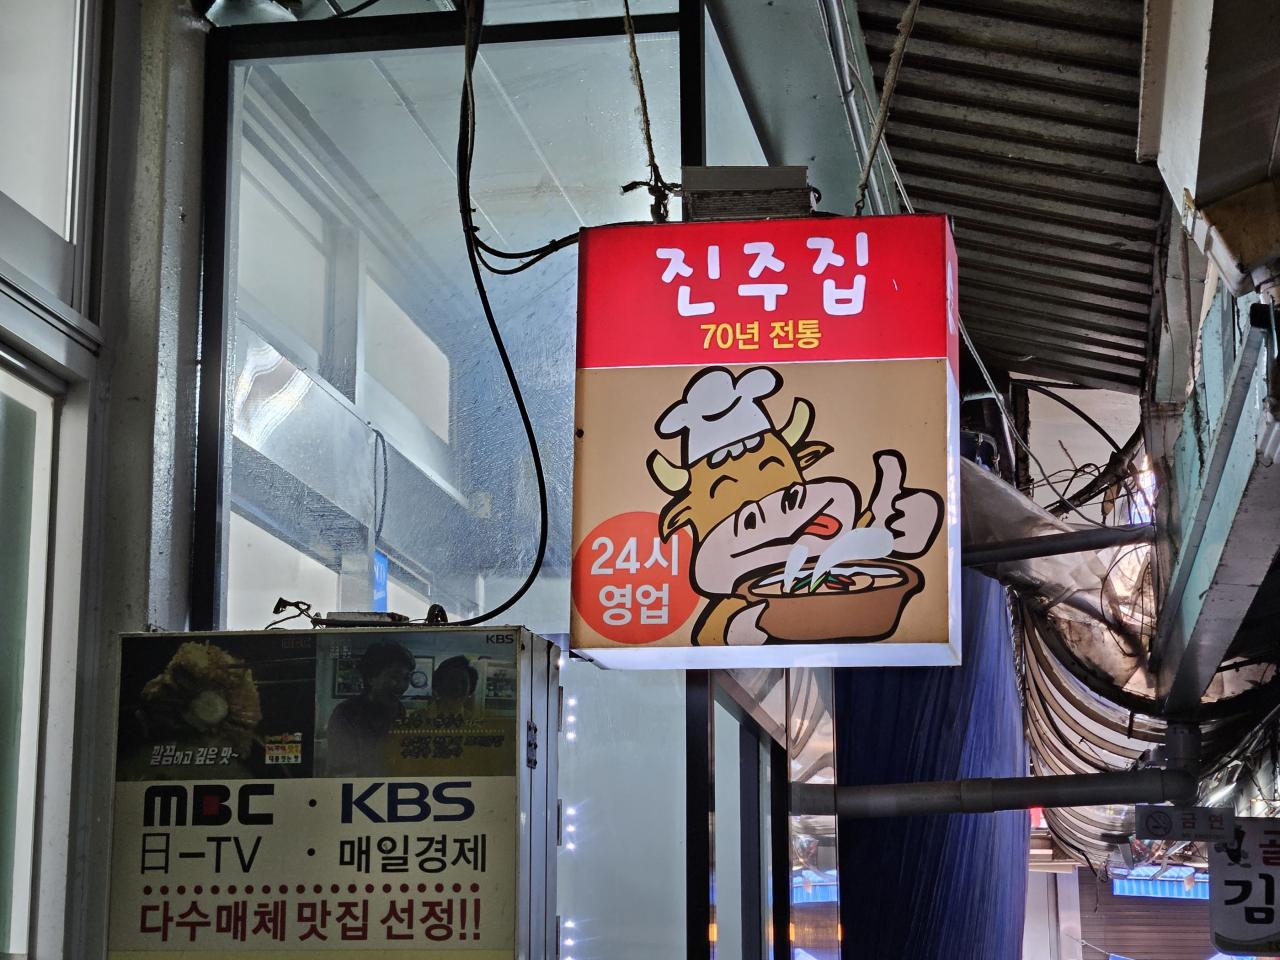 진주집
70년 전통
24시
영업
KBS
깔끔하고 깊은 맛~
MBC · KBS
日-TV · 매일경제
다수매체 맛집 선정!!
금연
골
김